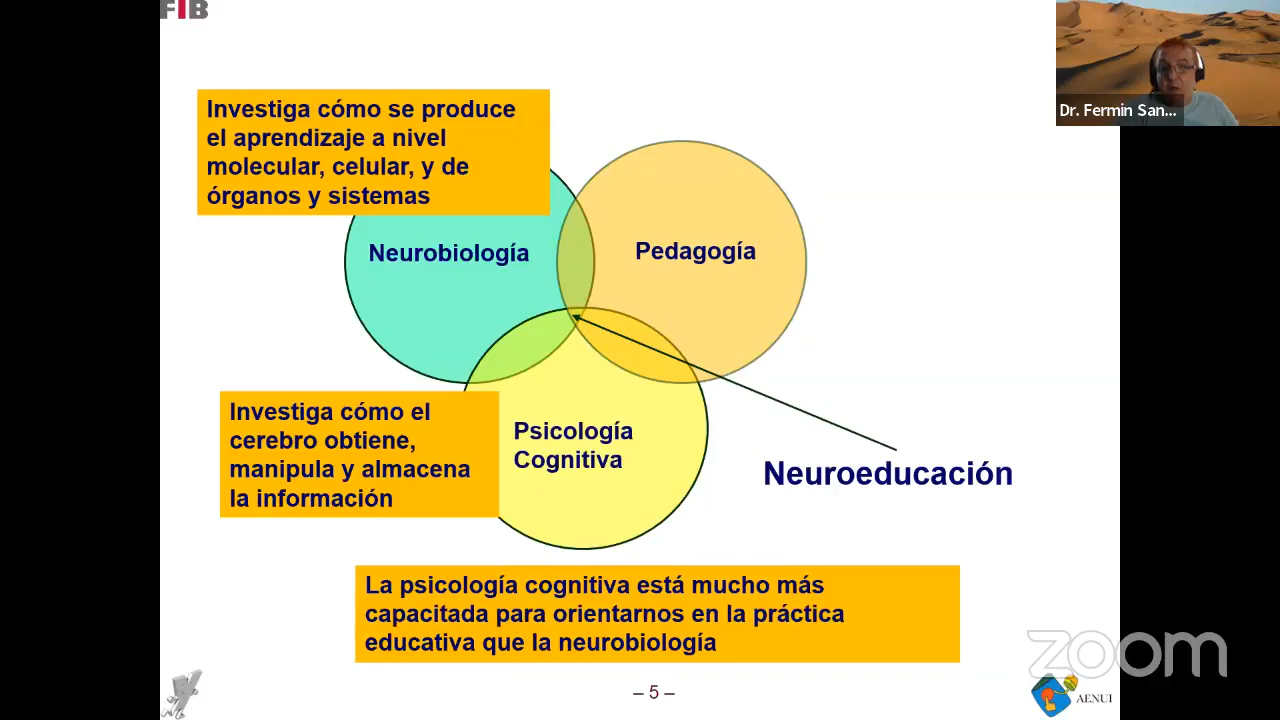 FIB
Dr. Fermin San...
Investiga cómo se produce
el aprendizaje a nivel
molecular, celular, y de
órganos y sistemas
Neurobiología
Pedagogía
Investiga cómo el
cerebro obtiene,
manipula y almacena
la información
Psicología
Cognitiva
Neuroeducación
La psicología cognitiva está mucho más
capacitada para orientarnos en la práctica
educativa que la neurobiología
zoom
– 5 –
AENUI